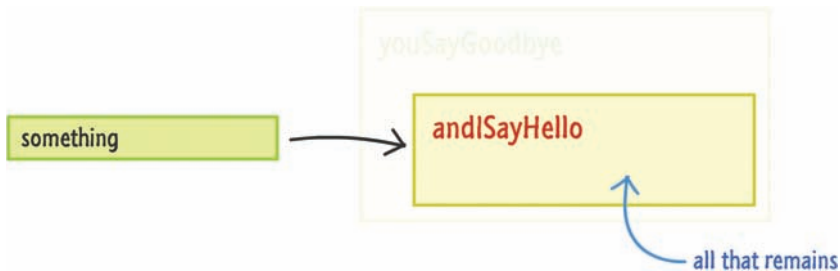 youSayGoodbye
something
andISayHello
all that remains